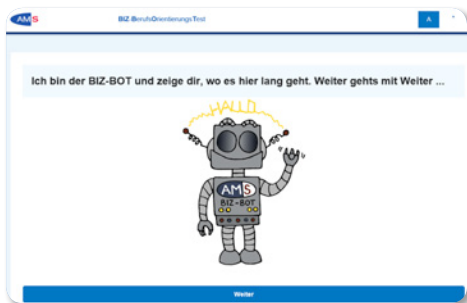 AMS
BIZ-BerufsOrientierungsTest
A
Ich bin der BIZ-BOT und zeige dir, wo es hier lang geht. Weiter gehts mit Weiter ...
HALLO
AMS
BIZ-BOT
Weiter